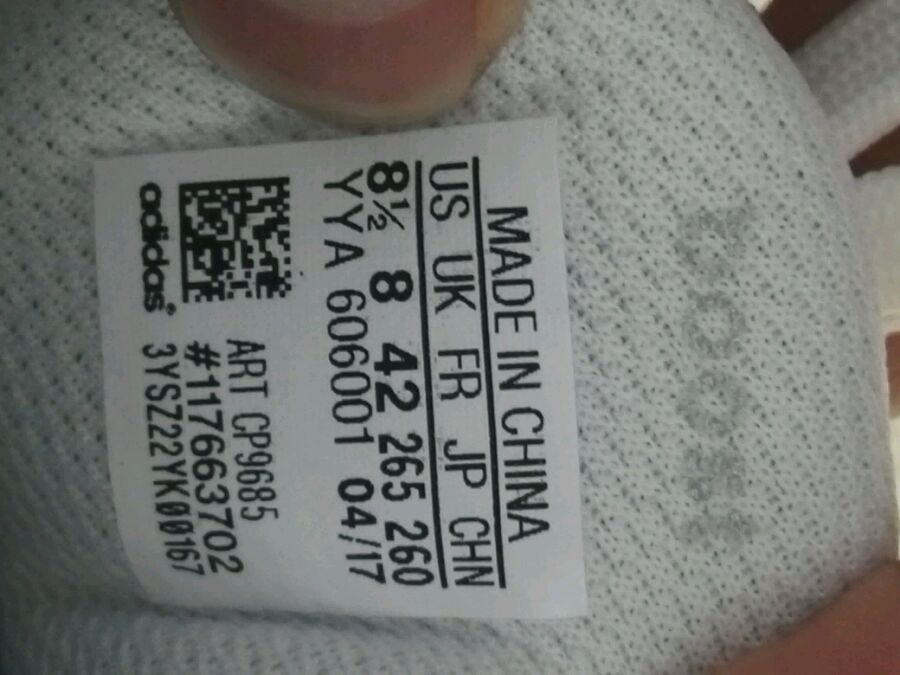 MADE IN CHINA
US UK FR JP CHN
8½ 8 42 265 260
YYA 606001 04/17
ART CP9685
#117663702
adidas® 3YSZ22YK00167